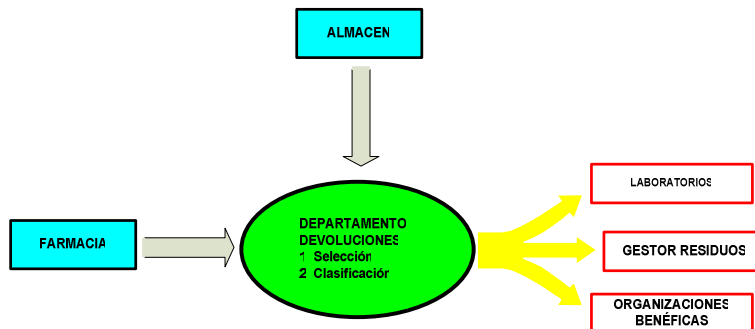 ALMACEN
FARMACIA
DEPARTAMENTO
DEVOLUCIONES
1 Selección
2 Clasificación
LABORATORIOS
GESTOR RESIDUOS
ORGANIZACIONES
BENÉFICAS